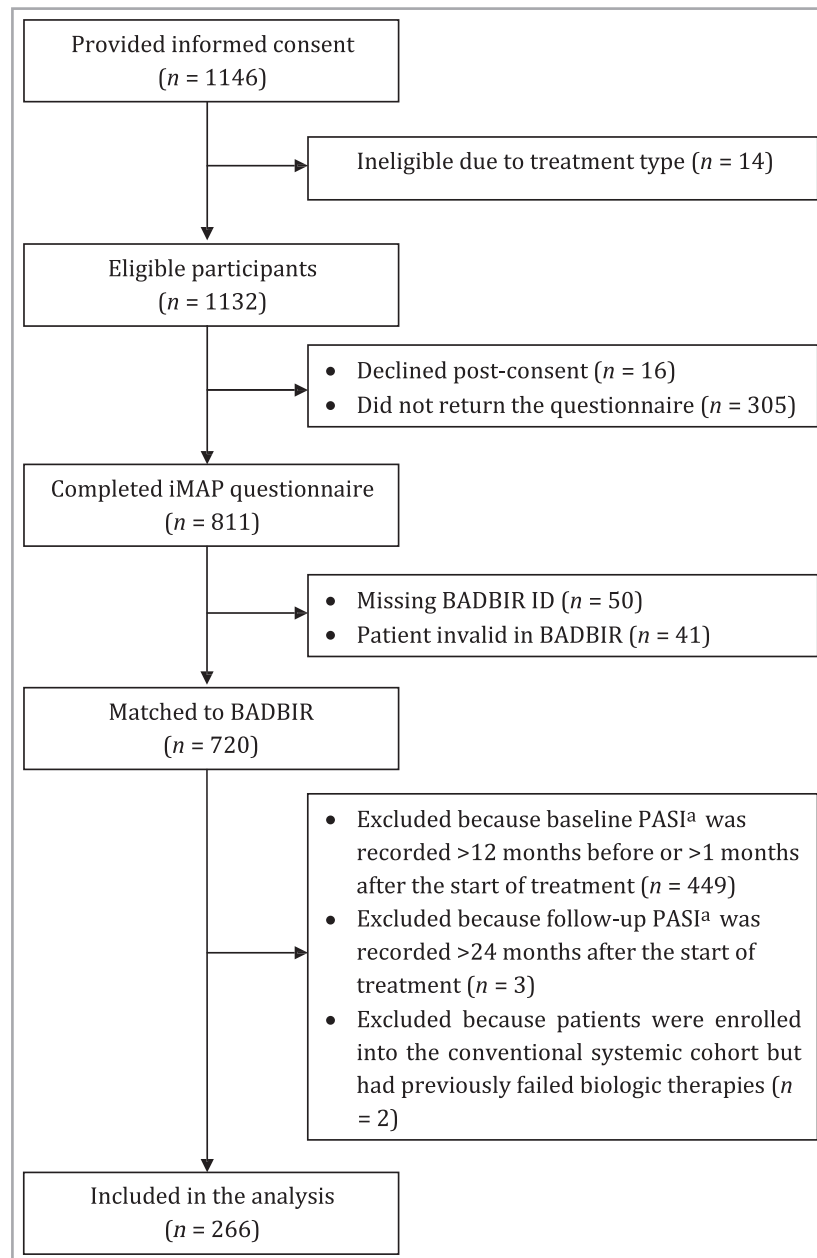 Provided informed consent
(n = 1146)
Ineligible due to treatment type (n = 14)
Eligible participants
(n = 1132)
• Declined post-consent (n = 16)
• Did not return the questionnaire (n = 305)
Completed iMAP questionnaire
(n = 811)
• Missing BADBIR ID (n = 50)
• Patient invalid in BADBIR (n = 41)
Matched to BADBIR
(n = 720)
• Excluded because baseline PASIᵃ was
recorded >12 months before or >1 months
after the start of treatment (n = 449)
• Excluded because follow-up PASIᵃ was
recorded >24 months after the start of
treatment (n = 3)
• Excluded because patients were enrolled
into the conventional systemic cohort but
had previously failed biologic therapies (n
= 2)
Included in the analysis
(n = 266)